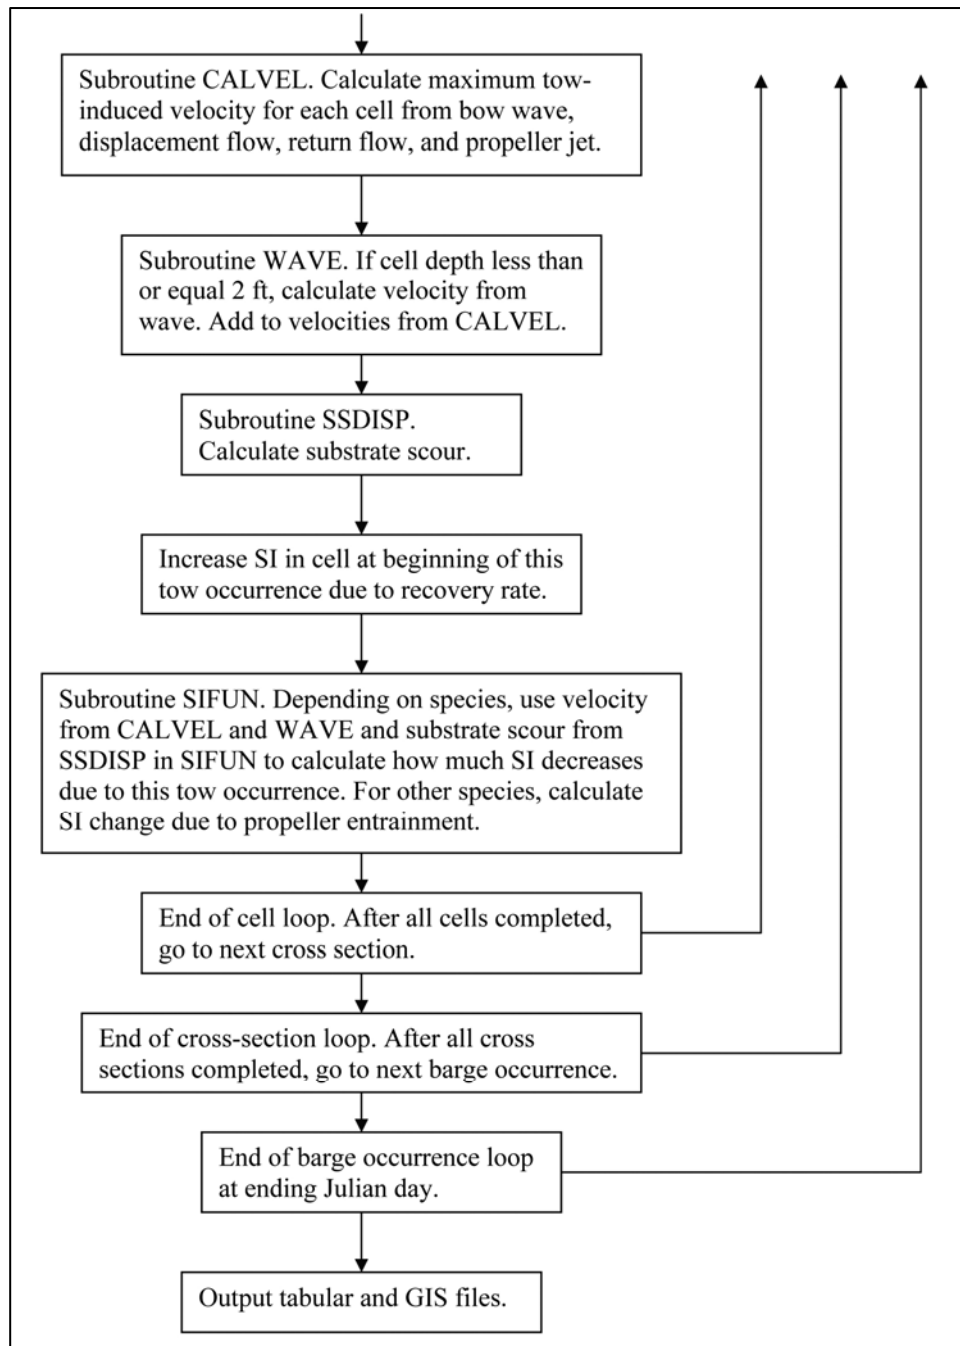 Subroutine CALVEL. Calculate maximum tow-
induced velocity for each cell from bow wave,
displacement flow, return flow, and propeller jet.
Subroutine WAVE. If cell depth less than
or equal 2 ft, calculate velocity from
wave. Add to velocities from CALVEL.
Subroutine SSDISP.
Calculate substrate scour.
Increase SI in cell at beginning of this
tow occurrence due to recovery rate.
Subroutine SIFUN. Depending on species, use velocity
from CALVEL and WAVE and substrate scour from
SSDISP in SIFUN to calculate how much SI decreases
due to this tow occurrence. For other species, calculate
SI change due to propeller entrainment.
End of cell loop. After all cells completed,
go to next cross section.
End of cross-section loop. After all cross
sections completed, go to next barge occurrence.
End of barge occurrence loop
at ending Julian day.
Output tabular and GIS files.